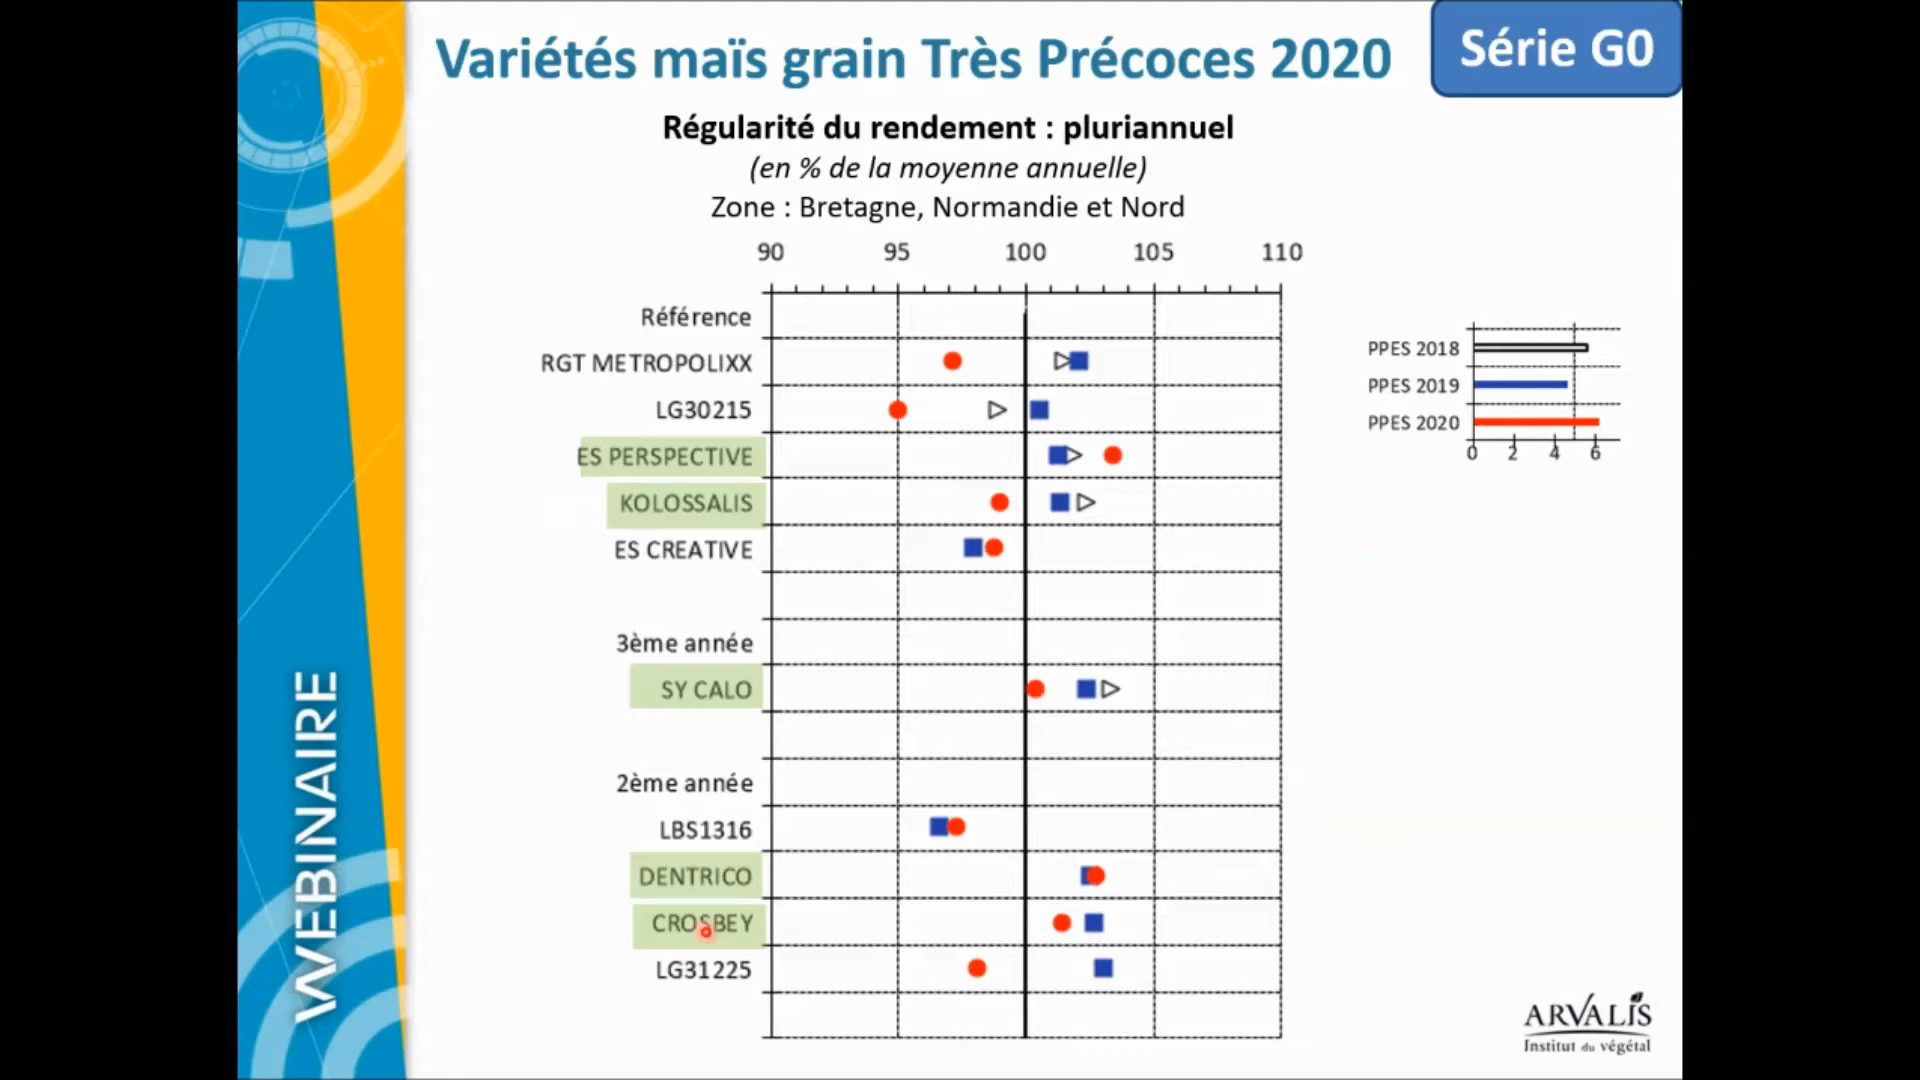 Variétés maïs grain Très Précoces 2020
Série G0
Régularité du rendement : pluriannuel
(en % de la moyenne annuelle)
Zone : Bretagne, Normandie et Nord
90 95 100 105 110
Référence
RGT METROPOLIXX
LG30215
ES PERSPECTIVE
KOLOSSALIS
ES CREATIVE
3ème année
SY CALO
2ème année
LBS1316
DENTRICO
CROSBEY
LG31225
PPES 2018
PPES 2019
PPES 2020
0 2 4 6
WEBINAIRE
ARVALIS
Institut du végétal